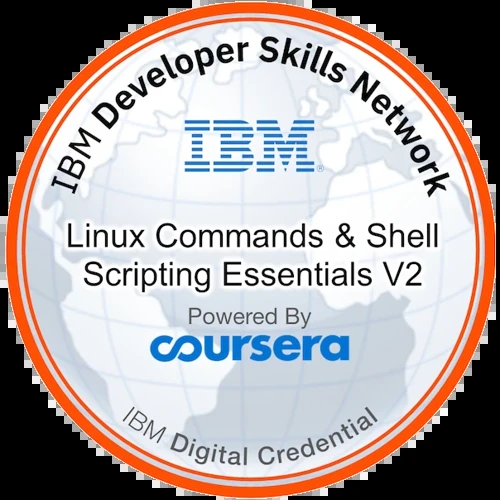 IBM Developer Skills Network
IBM®
Linux Commands & Shell
Scripting Essentials V2
Powered By
coursera
IBM Digital Credential